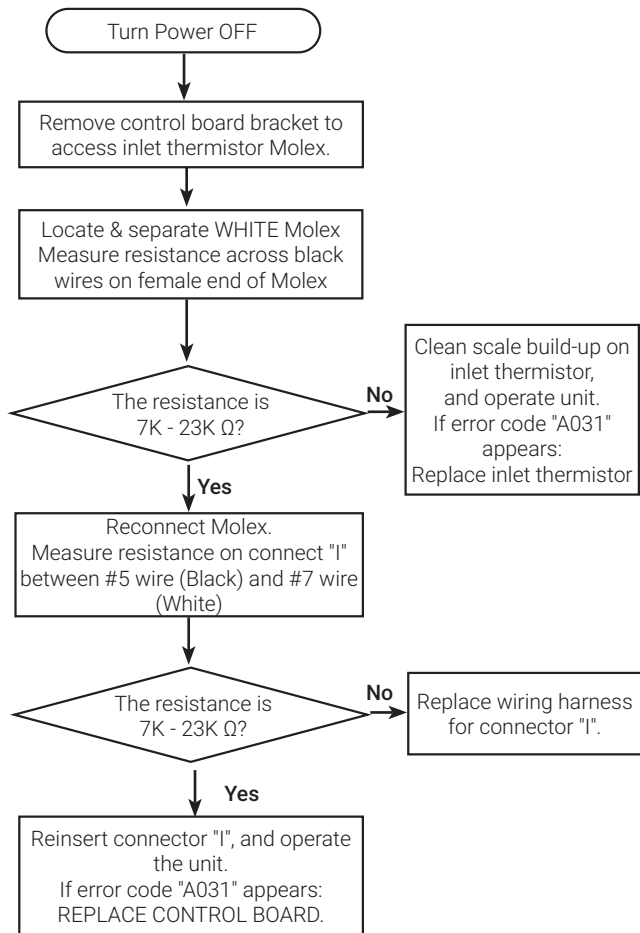 Turn Power OFF
Remove control board bracket to
access inlet thermistor Molex.
Locate & separate WHITE Molex
Measure resistance across black
wires on female end of Molex
The resistance is
7K - 23K Ω?
No
Clean scale build-up on
inlet thermistor,
and operate unit.
If error code "A031"
appears:
Replace inlet thermistor
Yes
Reconnect Molex.
Measure resistance on connect "I"
between #5 wire (Black) and #7 wire
(White)
The resistance is
7K - 23K Ω?
No
Replace wiring harness
for connector "I".
Yes
Reinsert connector "I", and operate
the unit.
If error code "A031" appears:
REPLACE CONTROL BOARD.